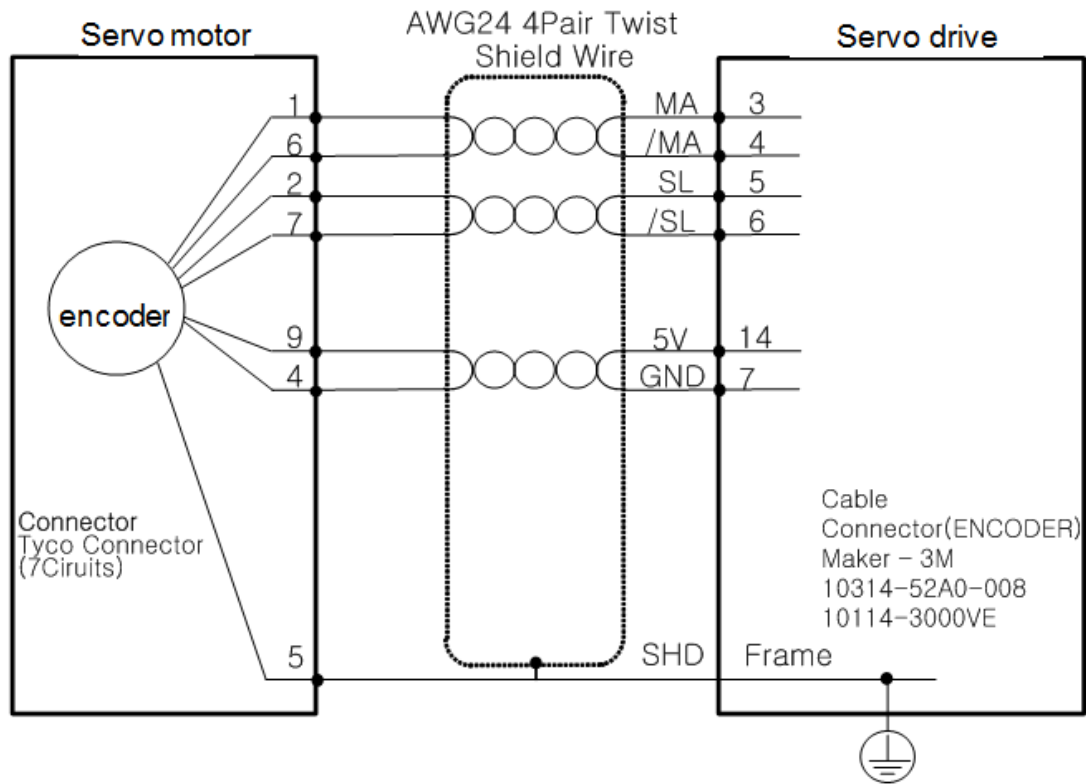 Servo motor
AWG24 4Pair Twist
Shield Wire
Servo drive
1 MA 3
6 /MA 4
2 SL 5
7 /SL 6
encoder
9 5V 14
4 GND 7
Connector
Tyco Connector
(7Ciruits)
Cable
Connector(ENCODER)
Maker - 3M
10314-52A0-008
10114-3000VE
5 SHD Frame